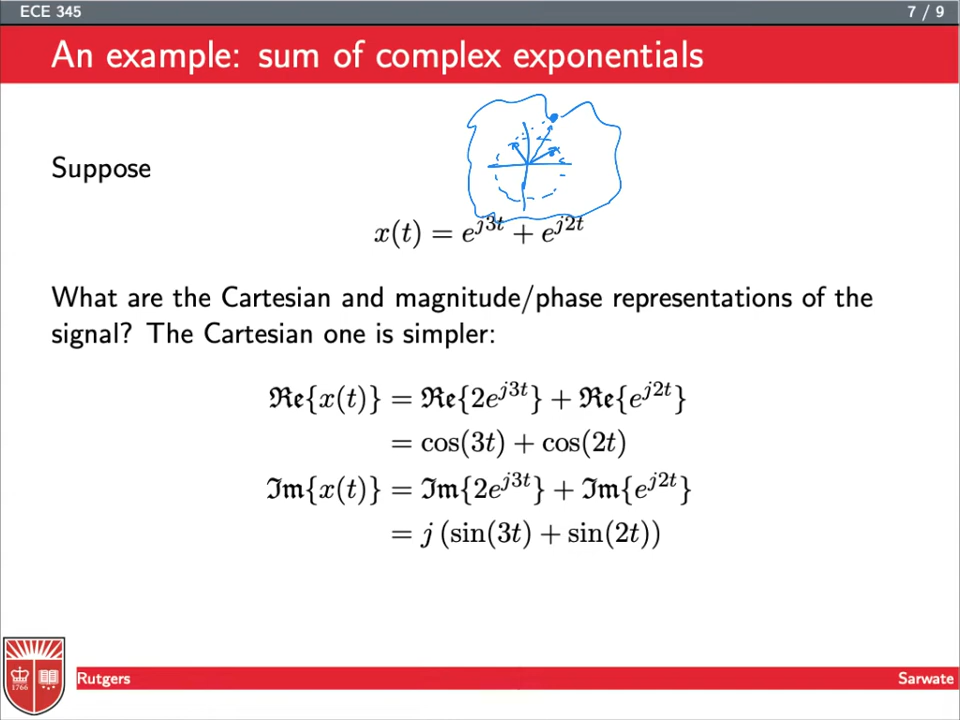 ECE 345
7 / 9
An example: sum of complex exponentials
Suppose
x(t) = e^{j3t} + e^{j2t}
What are the Cartesian and magnitude/phase representations of the
signal? The Cartesian one is simpler:
ℜ𝔢{x(t)} = ℜ𝔢{2e^{j3t}} + ℜ𝔢{e^{j2t}}
= cos(3t) + cos(2t)
ℑ𝔪{x(t)} = ℑ𝔪{2e^{j3t}} + ℑ𝔪{e^{j2t}}
= j (sin(3t) + sin(2t))
1766
Rutgers
Sarwate